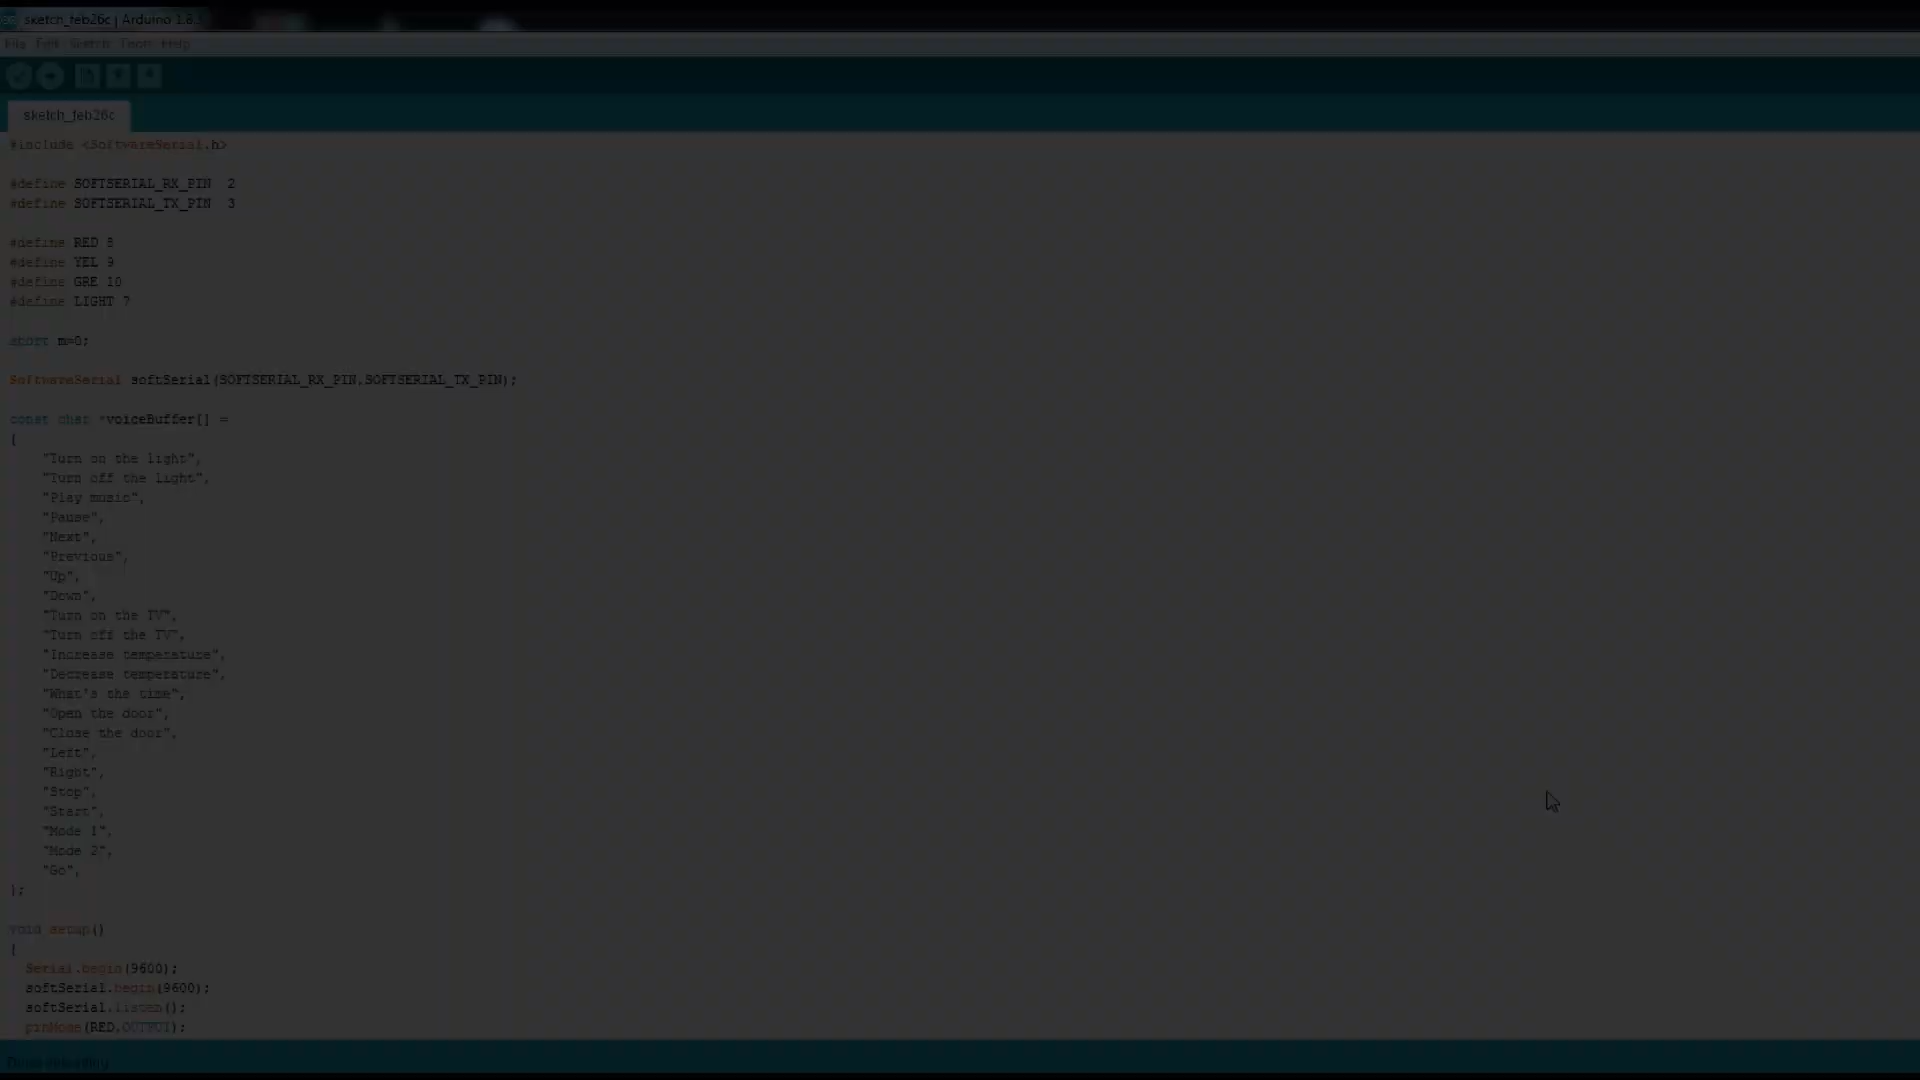 sketch_feb26c | Arduino 1.8.
File Edit Sketch Tools Help
sketch_feb26c
#include <SoftwareSerial.h>
#define SOFTSERIAL_RX_PIN  2
#define SOFTSERIAL_TX_PIN  3
#define RED 8
#define YEL 9
#define GRE 10
#define LIGHT 7
short m=0;
SoftwareSerial softSerial(SOFTSERIAL_RX_PIN,SOFTSERIAL_TX_PIN);
const char *voiceBuffer[] =
{
"Turn on the light",
"Turn off the light",
"Play music",
"Pause",
"Next",
"Previous",
"Up",
"Down",
"Turn on the TV",
"Turn off the TV",
"Increase temperature",
"Decrease temperature",
"What's the time",
"Open the door",
"Close the door",
"Left",
"Right",
"Stop",
"Start",
"Mode 1",
"Mode 2",
"Go",
};
void setup()
{
Serial.begin(9600);
softSerial.begin(9600);
softSerial.listen();
pinMode(RED,OUTPUT);